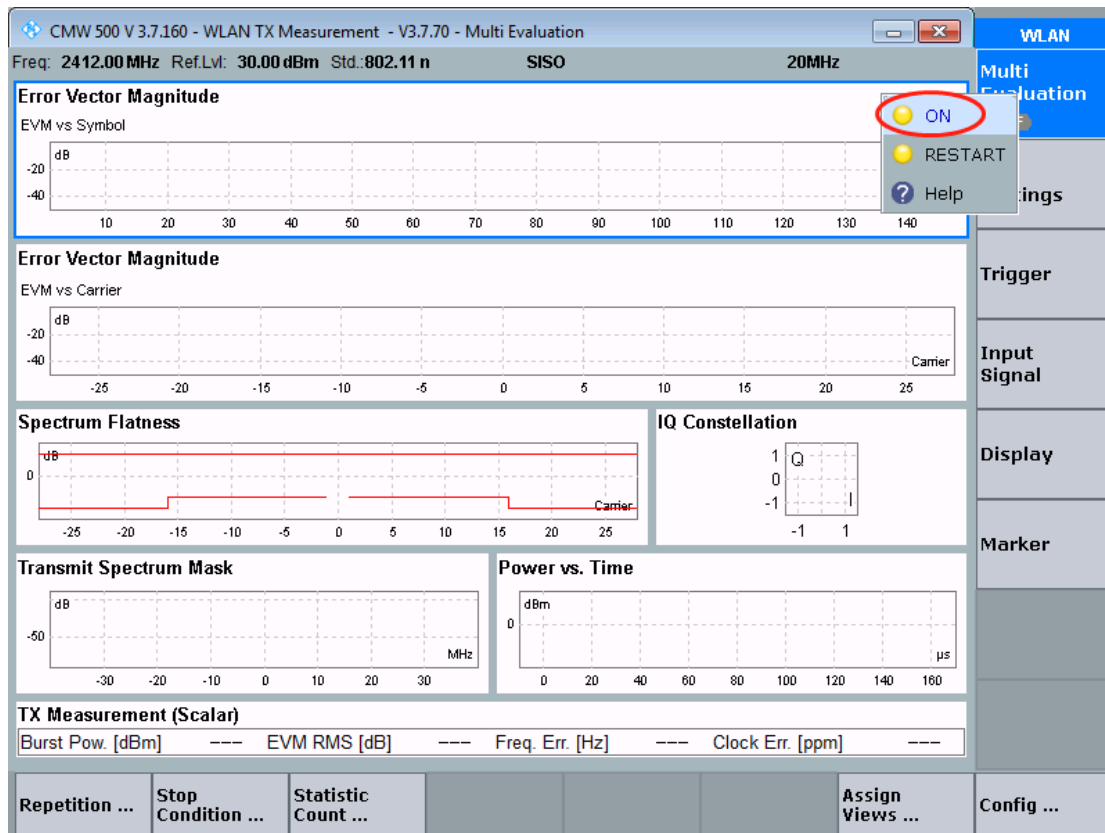 CMW 500 V 3.7.160 - WLAN TX Measurement - V3.7.70 - Multi Evaluation
WLAN
Freq: 2412.00 MHz Ref.Lvl: 30.00 dBm Std.:802.11 n SISO 20MHz
Multi
Evaluation
ON
RESTART
Help
Error Vector Magnitude
EVM vs Symbol
dB
-20
-40
10 20 30 40 50 60 70 80 90 100 110 120 130 140
ings
Error Vector Magnitude
EVM vs Carrier
dB
-20
-40
Carrier
-25 -20 -15 -10 -5 0 5 10 15 20 25
Trigger
Input
Signal
Spectrum Flatness
dB
0
Carrier
-25 -20 -15 -10 -5 0 5 10 15 20 25
IQ Constellation
1 Q
0
-1 I
-1 1
Display
Marker
Transmit Spectrum Mask
dB
-50
MHz
-30 -20 -10 0 10 20 30
Power vs. Time
dBm
0
µs
0 20 40 60 80 100 120 140 160
TX Measurement (Scalar)
Burst Pow. [dBm] --- EVM RMS [dB] --- Freq. Err. [Hz] --- Clock Err. [ppm] ---
Repetition ...
Stop
Condition ...
Statistic
Count ...
Assign
Views ...
Config ...